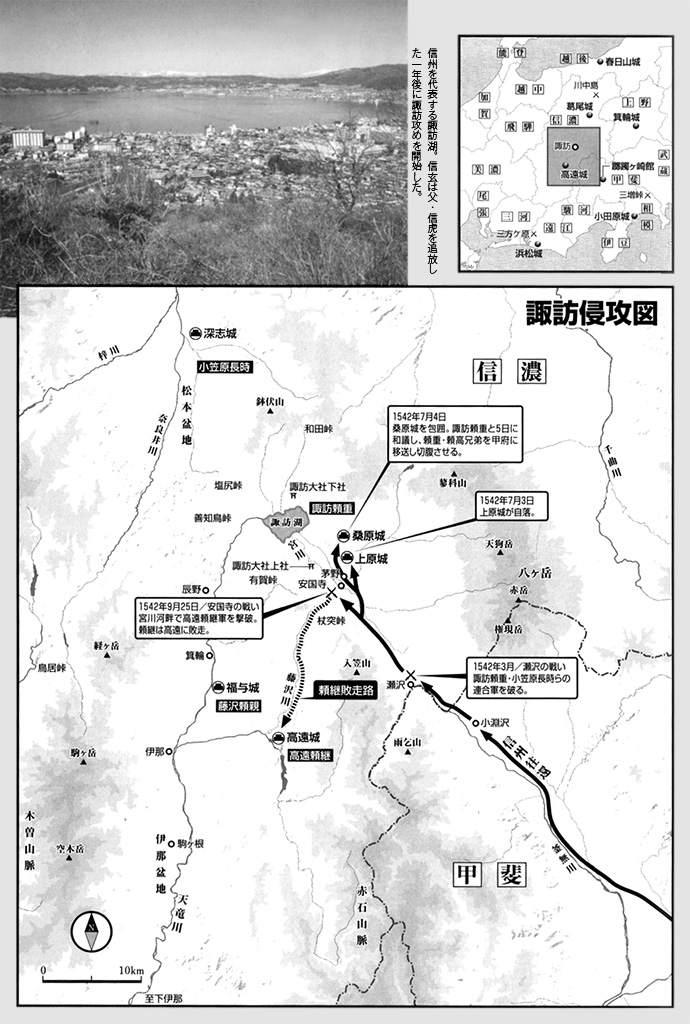 信州を代表する諏訪湖。信玄は父・信虎を追放し
た一年後に諏訪攻めを開始した。
能登
越後
春日山城
川中島
加賀
越中
葛尾城
上野
飛騨
信濃
箕輪城
諏訪
高遠城
躑躅ヶ崎館
武蔵
美濃
甲斐
三増峠
尾張
三河
駿河
遠江
小田原城
相模
三方ケ原
浜松城
伊豆
諏訪侵攻図
深志城
小笠原長時
梓川
松本盆地
奈良井川
鉢伏山
和田峠
信濃
千曲川
1542年7月4日
桑原城を包囲。諏訪頼重と5日に
和議し、頼重・頼高兄弟を甲府に
移送し切腹させる。
蓼科山
塩尻峠
諏訪大社下社
諏訪頼重
1542年7月3日
上原城が自落。
善知鳥峠
諏訪湖
宮川
桑原城
上原城
天狗岳
諏訪大社上社
有賀峠
茅野
安国寺
八ヶ岳
赤岳
権現岳
辰野
1542年9月25日/安国寺の戦い
宮川河畔で高遠頼継軍を撃破。
頼継は高遠に敗走。
杖突峠
経ヶ岳
鳥居峠
箕輪
入笠山
瀬沢
1542年3月/瀬沢の戦い
諏訪頼重・小笠原長時らの
連合軍を破る。
福与城
藤沢頼親
藤沢川
頼継敗走路
小淵沢
高遠城
高遠頼継
信州往還
雨乞山
伊那
駒ヶ岳
木曽山脈
空木岳
駒ヶ根
伊那盆地
天竜川
釜無川
甲斐
赤石山脈
N
0 10km
至下伊那